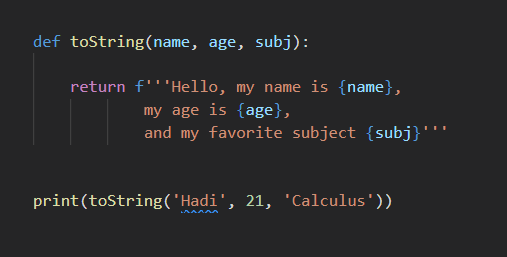 def toString(name, age, subj):
return f'''Hello, my name is {name},
my age is {age},
and my favorite subject {subj}'''
print(toString('Hadi', 21, 'Calculus'))